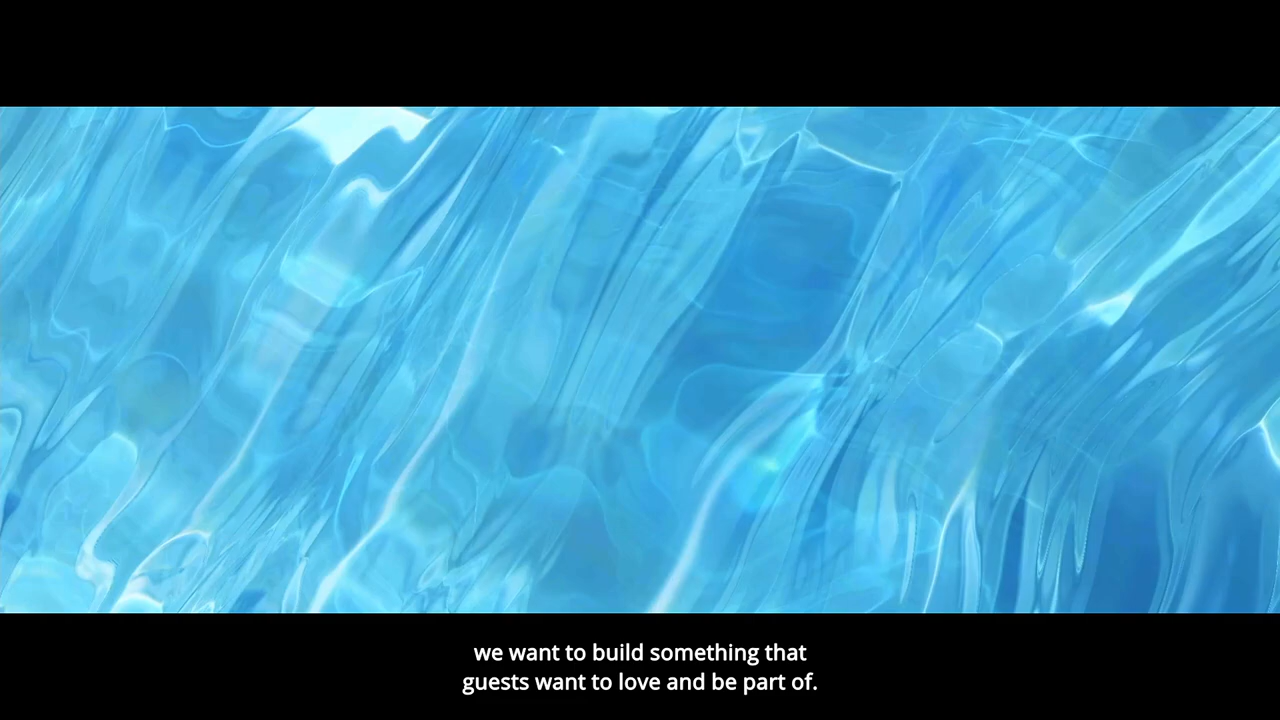 we want to build something that
guests want to love and be part of.